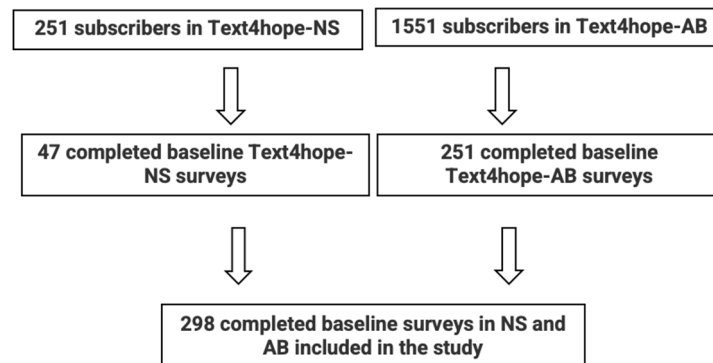 251 subscribers in Text4hope-NS
1551 subscribers in Text4hope-AB
47 completed baseline Text4hope-
NS surveys
251 completed baseline
Text4hope-AB surveys
298 completed baseline surveys in NS and
AB included in the study